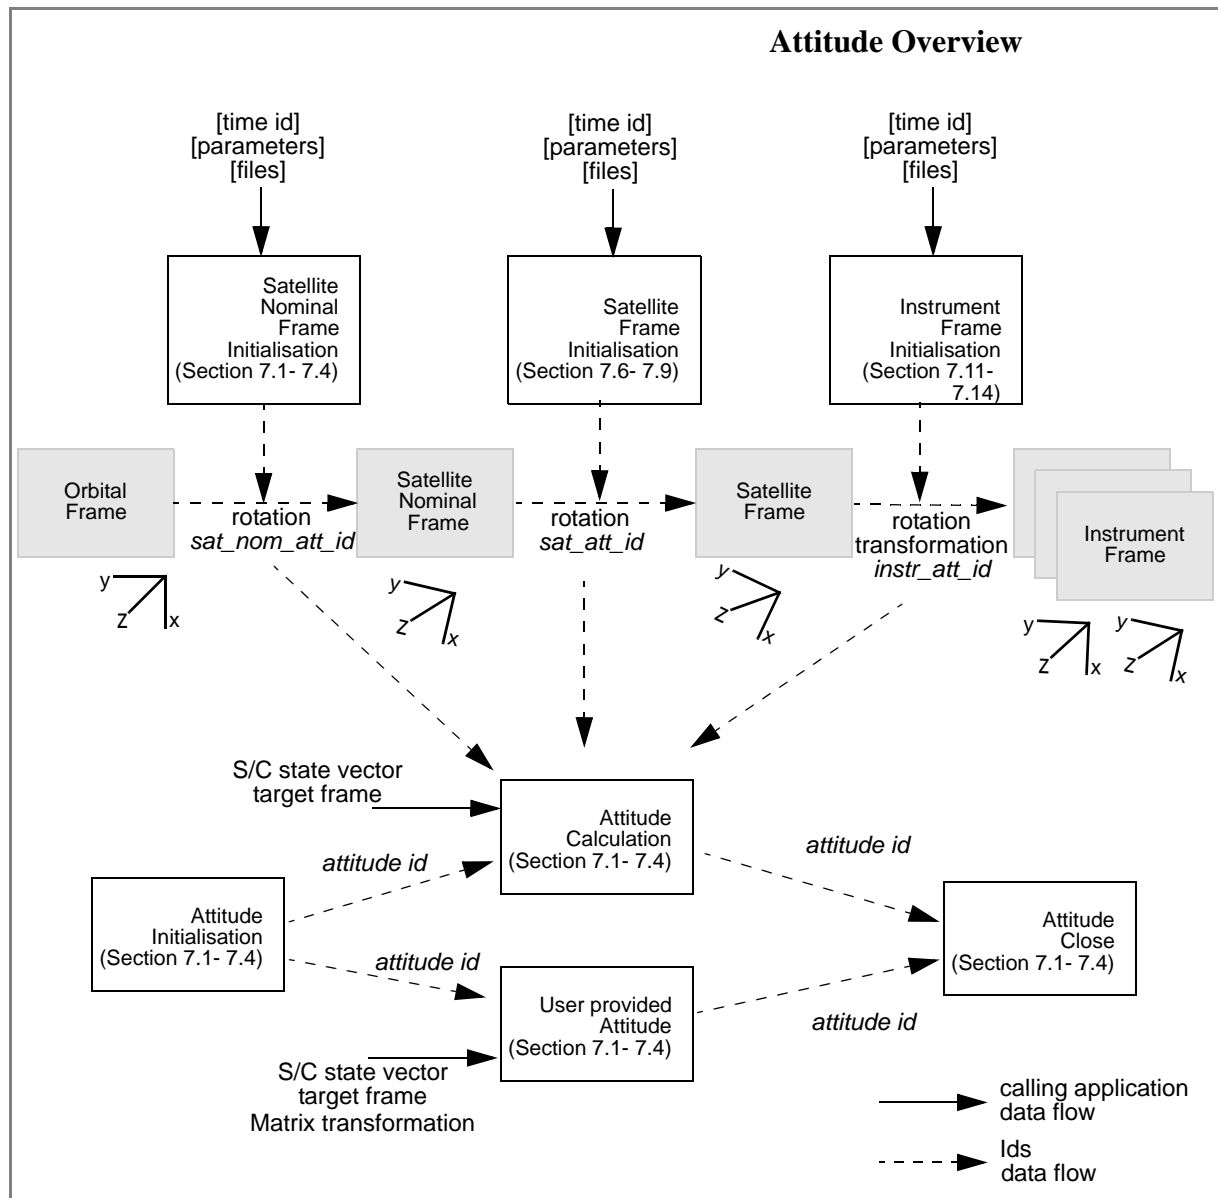 Attitude Overview
[time id]
[parameters]
[files]
[time id]
[parameters]
[files]
[time id]
[parameters]
[files]
Satellite
Nominal
Frame
Initialisation
(Section 7.1- 7.4)
Satellite
Frame
Initialisation
(Section 7.6- 7.9)
Instrument
Frame
Initialisation
(Section 7.11-
7.14)
Orbital
Frame
rotation
sat_nom_att_id
Satellite
Nominal
Frame
rotation
sat_att_id
Satellite
Frame
rotation
transformation
instr_att_id
Instrument
Frame
y
Z
x
y
Z
x
y
Z
x
y
Z
x
y
Z
x
S/C state vector
target frame
Attitude
Calculation
(Section 7.1- 7.4)
attitude id
attitude id
Attitude
Initialisation
(Section 7.1- 7.4)
Attitude
Close
(Section 7.1- 7.4)
attitude id
User provided
Attitude
(Section 7.1- 7.4)
attitude id
S/C state vector
target frame
Matrix transformation
calling application
data flow
Ids
data flow